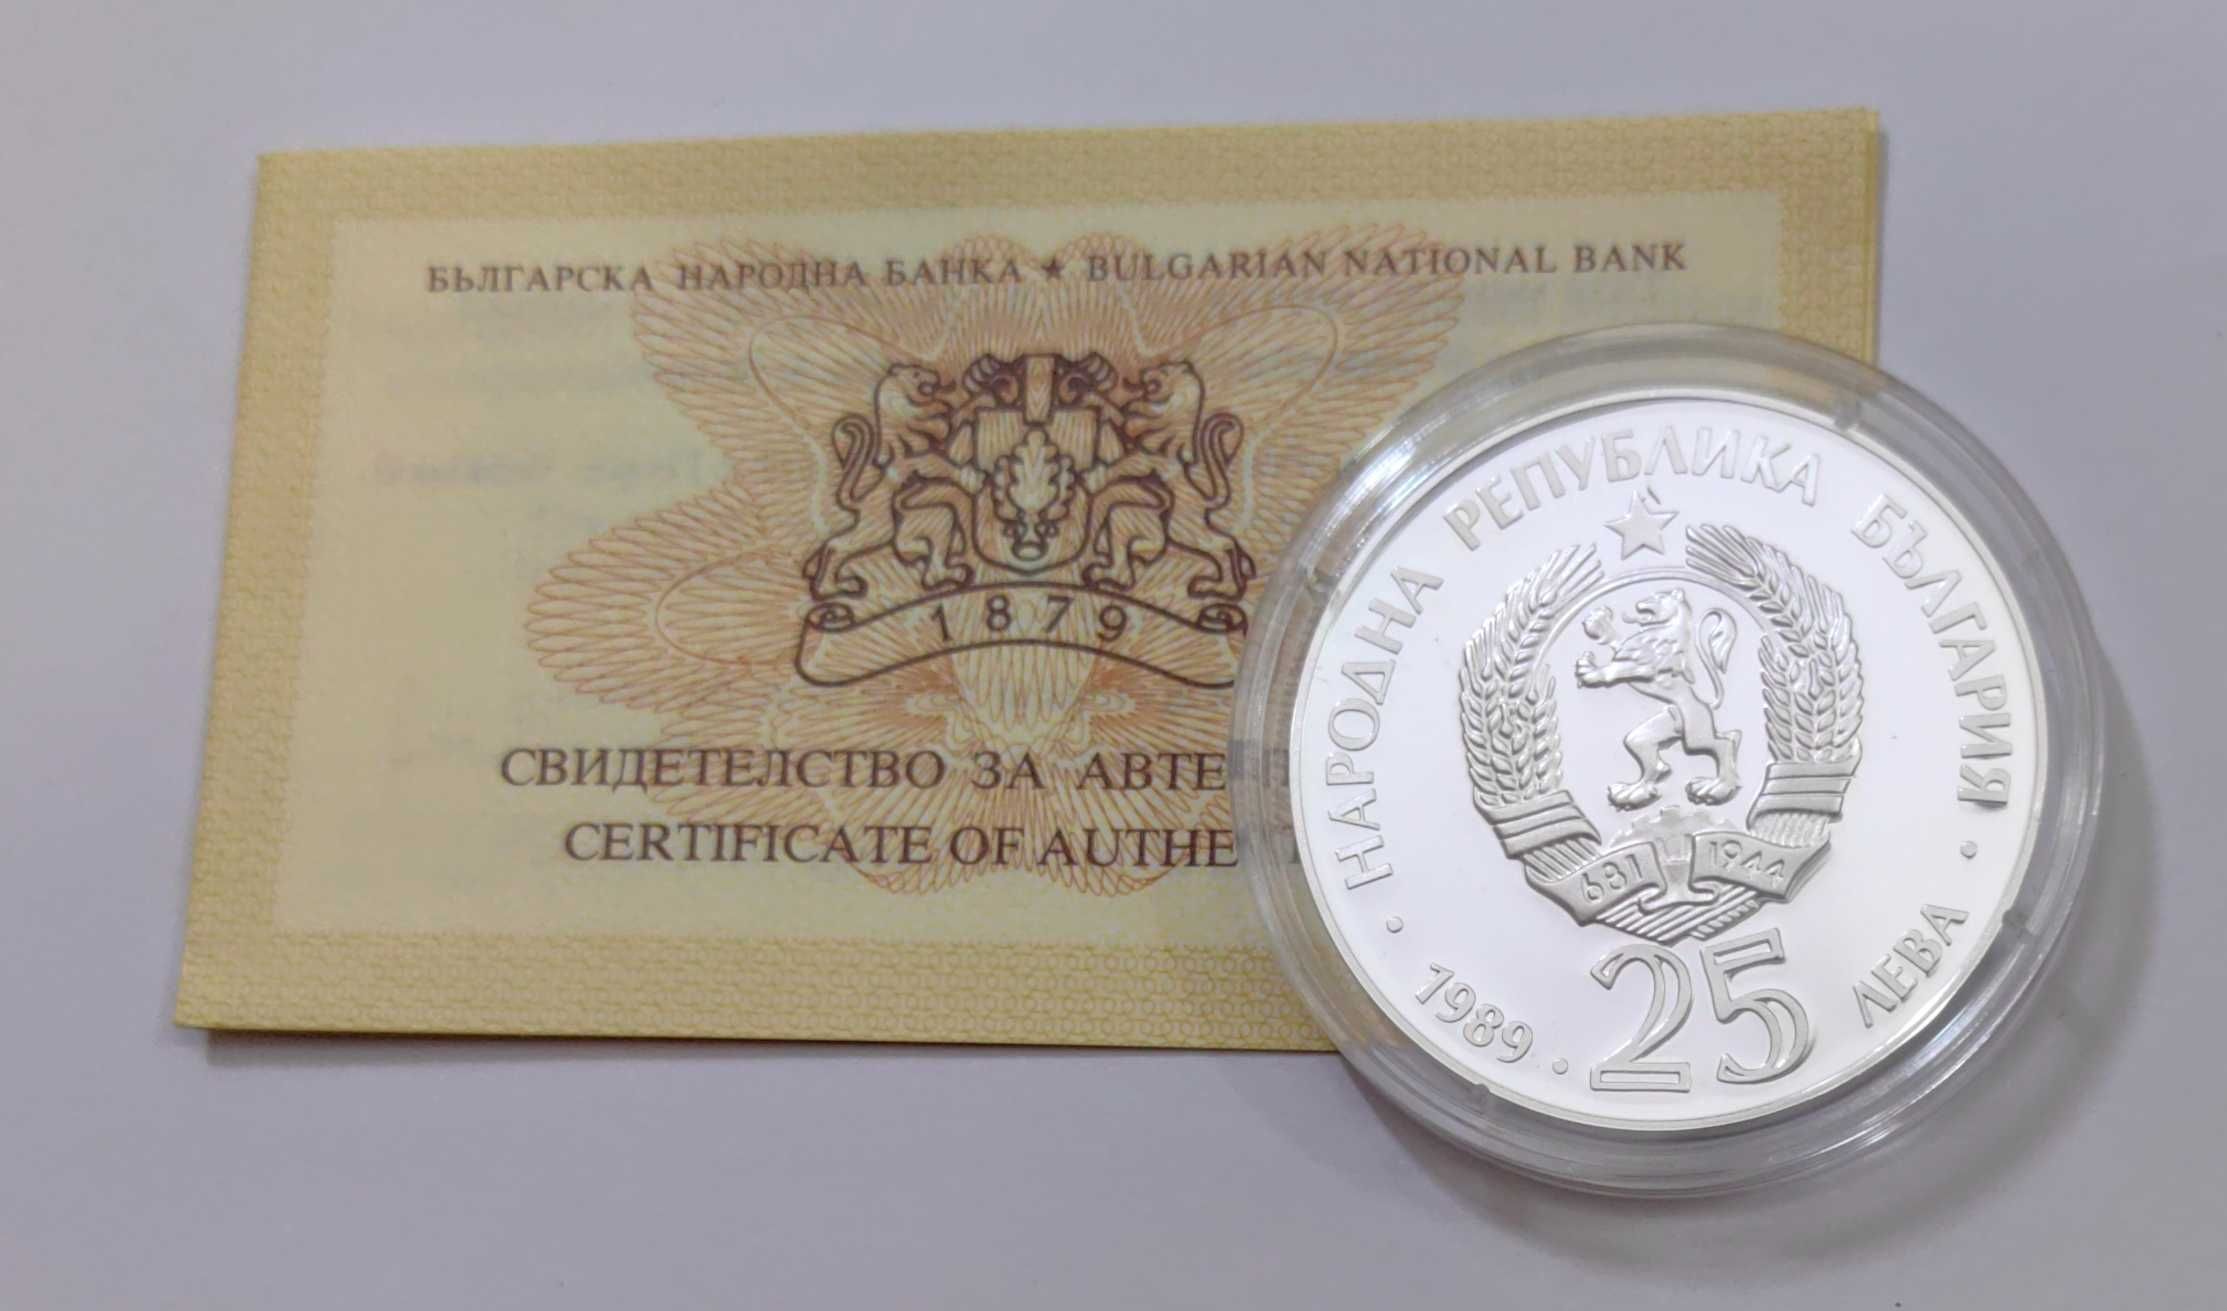 БЪЛГАРСКА НАРОДНА БАНКА ★ BULGARIAN NATIONAL BANK
1879
СВИДЕТЕЛСТВО ЗА АВТЕ
CERTIFICATE OF AUTHE
· НАРОДНА РЕПУБЛИКА БЪЛГАРИЯ ·
681 1944
1989 · 25 ЛЕВА